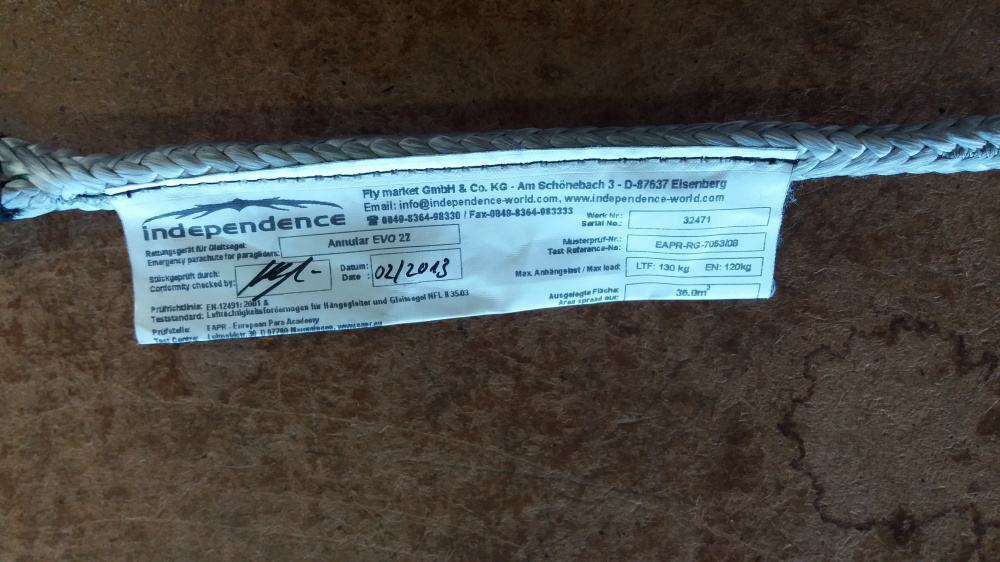 independence
Fly market GmbH & Co. KG - Am Schönebach 3 - D-87637 Eisenberg
Email: info@independence-world.com, www.independence-world.com
☎ 0049-8364-98330 / Fax-0049-8364-983333
Rettungsgerät für Gleitsegel:
Emergency parachute for paragliders:
Annular EVO 22
Stückgeprüft durch:
Conformity checked by:
Datum:
Date :
02/2013
Prüfrichtlinie: EN-12491: 2001 &
Teststandard: Lufttüchtigkeitsforderungen für Hängegleiter und Gleitsegel NFL II 35/03
Prüfstelle: EAPR - European Para Academy
Test Centre:
Werk Nr.:
Serial No.:
32471
Musterprüf-Nr.:
Test Reference-No:
EAPR-RG-7053/08
Max. Anhängelast / Max load:
LTF: 130 kg EN: 120kg
Ausgelegte Fläche:
Area spread out:
36.0m²